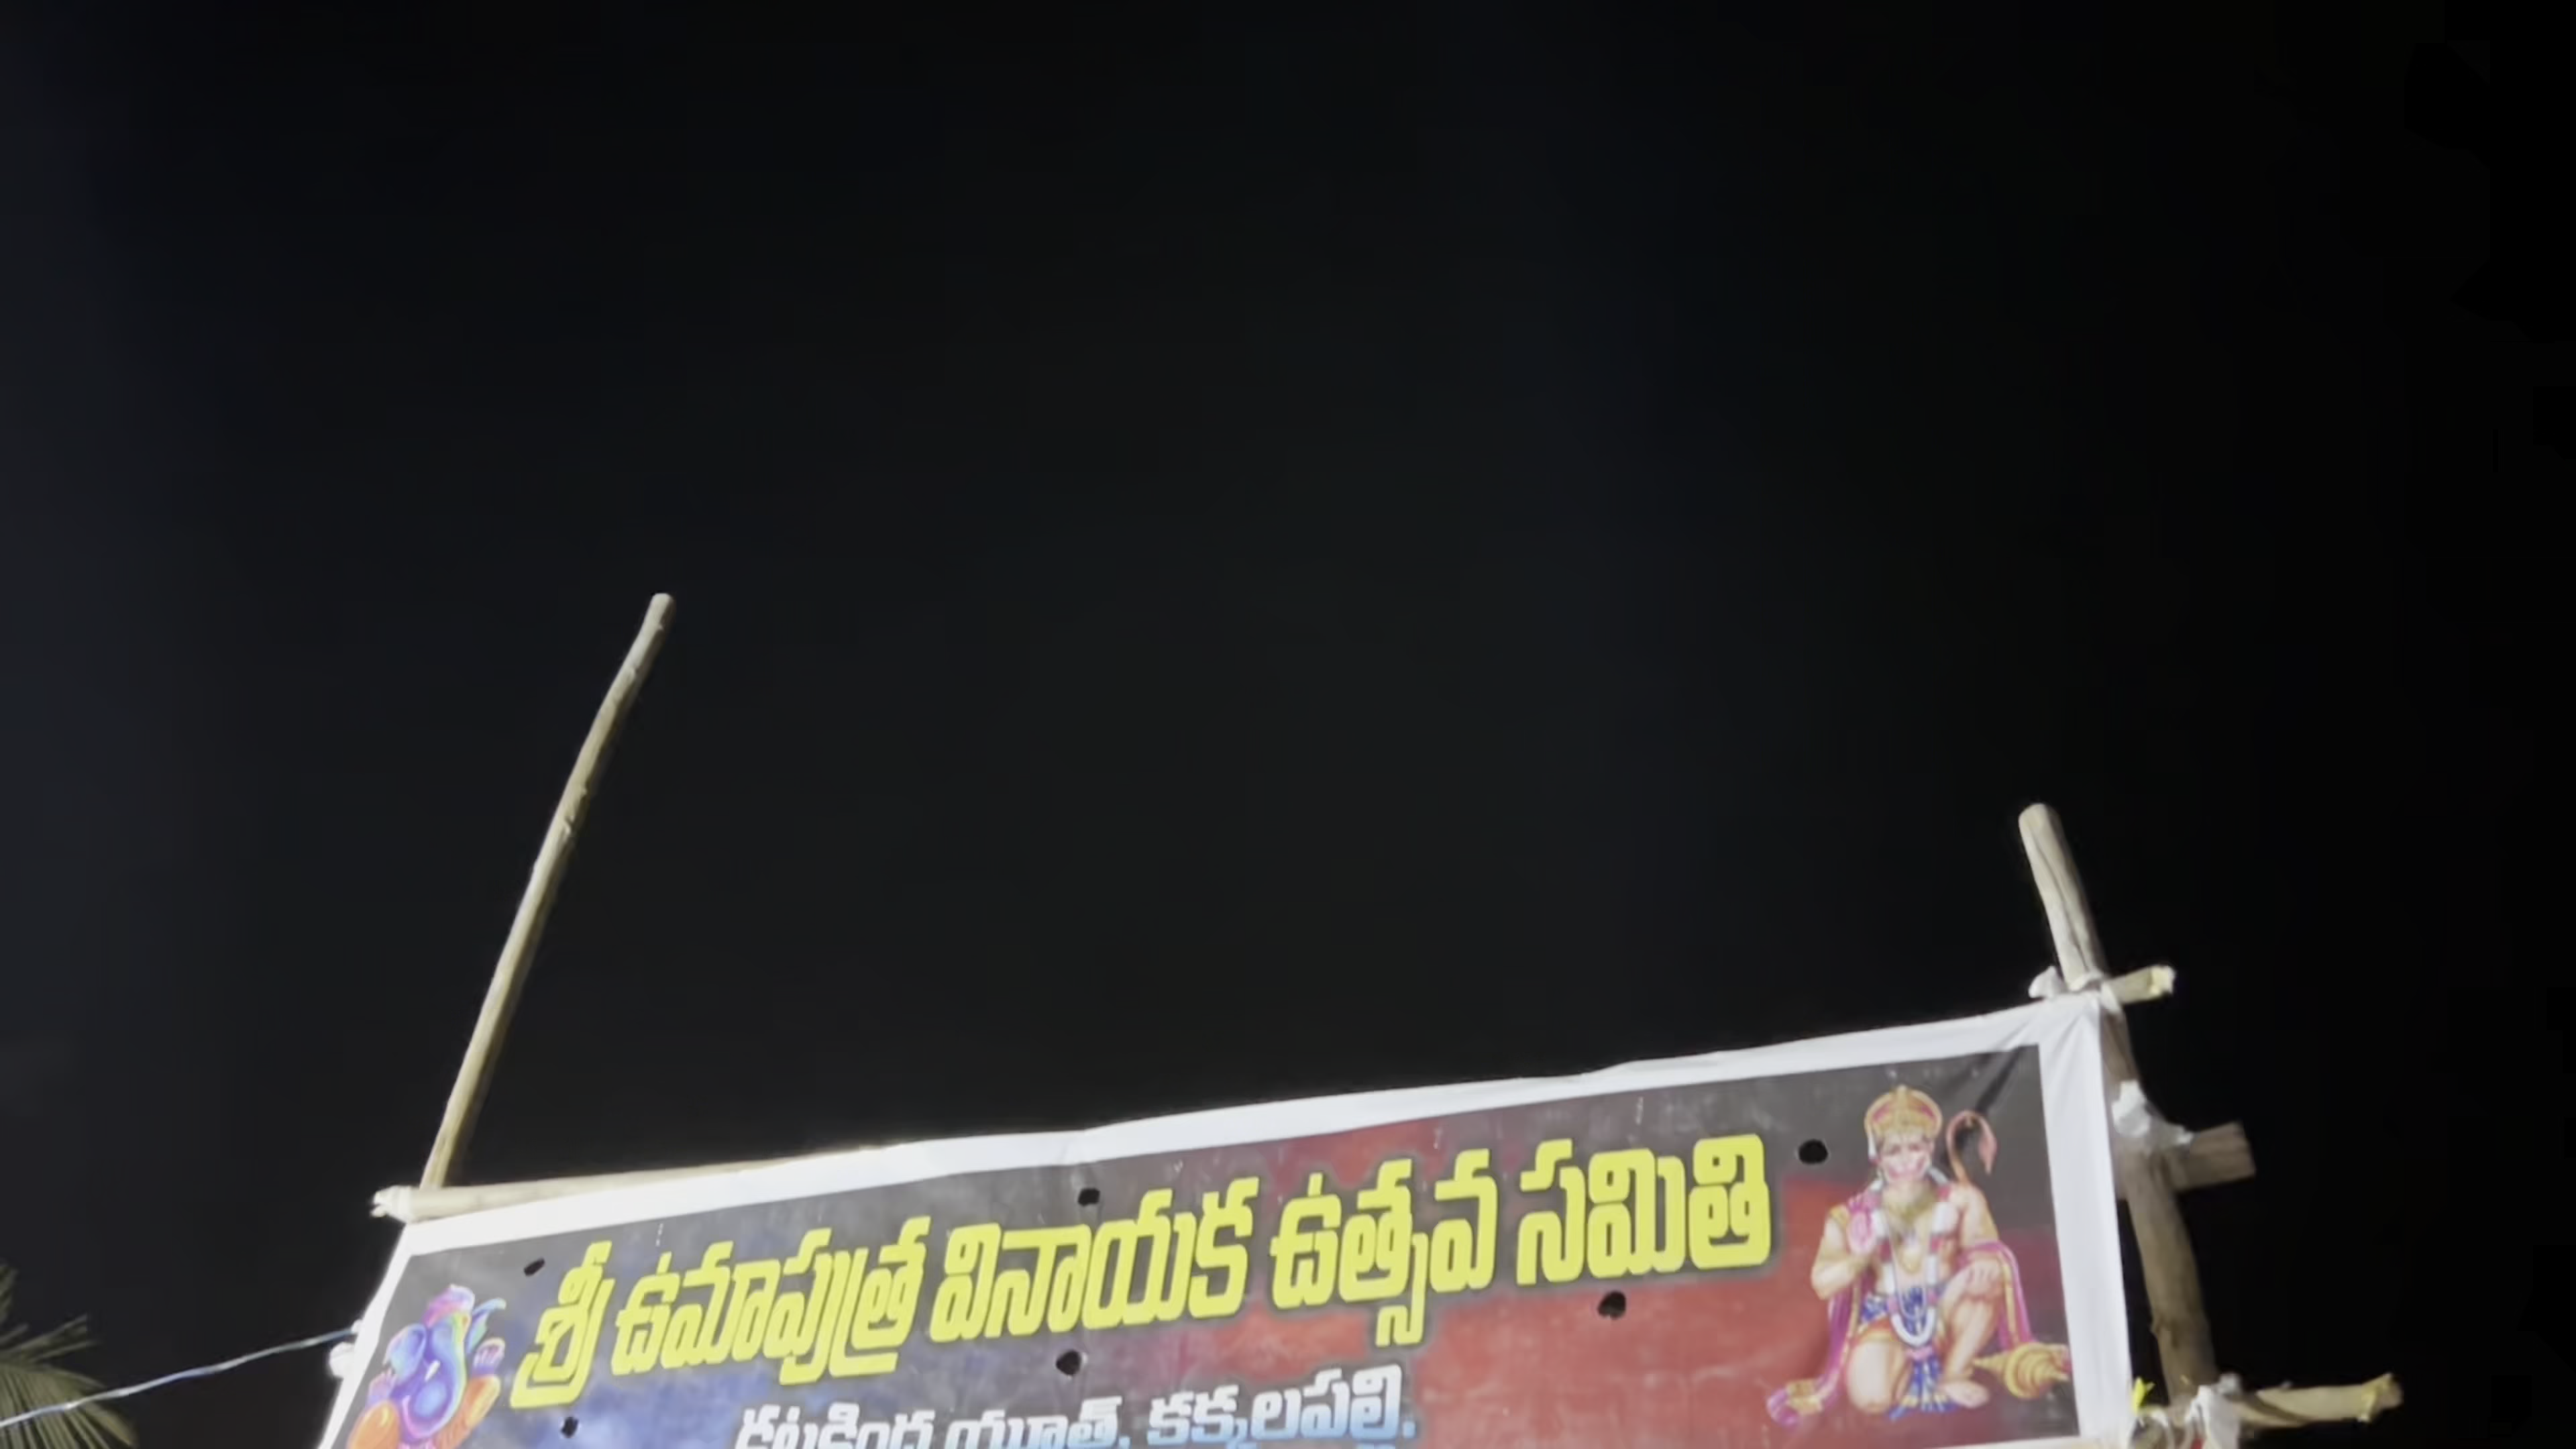 శ్రీ ఉమాపుత్ర వినాయక ఉత్సవ సమితి
యూత్, కక్కలపల్లి.